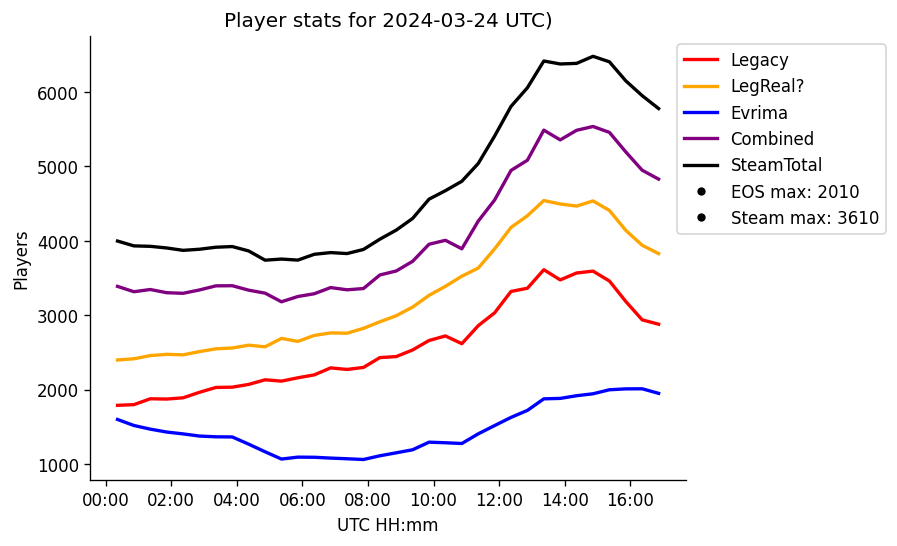 Player stats for 2024-03-24 UTC)
Legacy
LegReal?
Evrima
Combined
SteamTotal
EOS max: 2010
Steam max: 3610
Players
6000
5000
4000
3000
2000
1000
00:00 02:00 04:00 06:00 08:00 10:00 12:00 14:00 16:00
UTC HH:mm